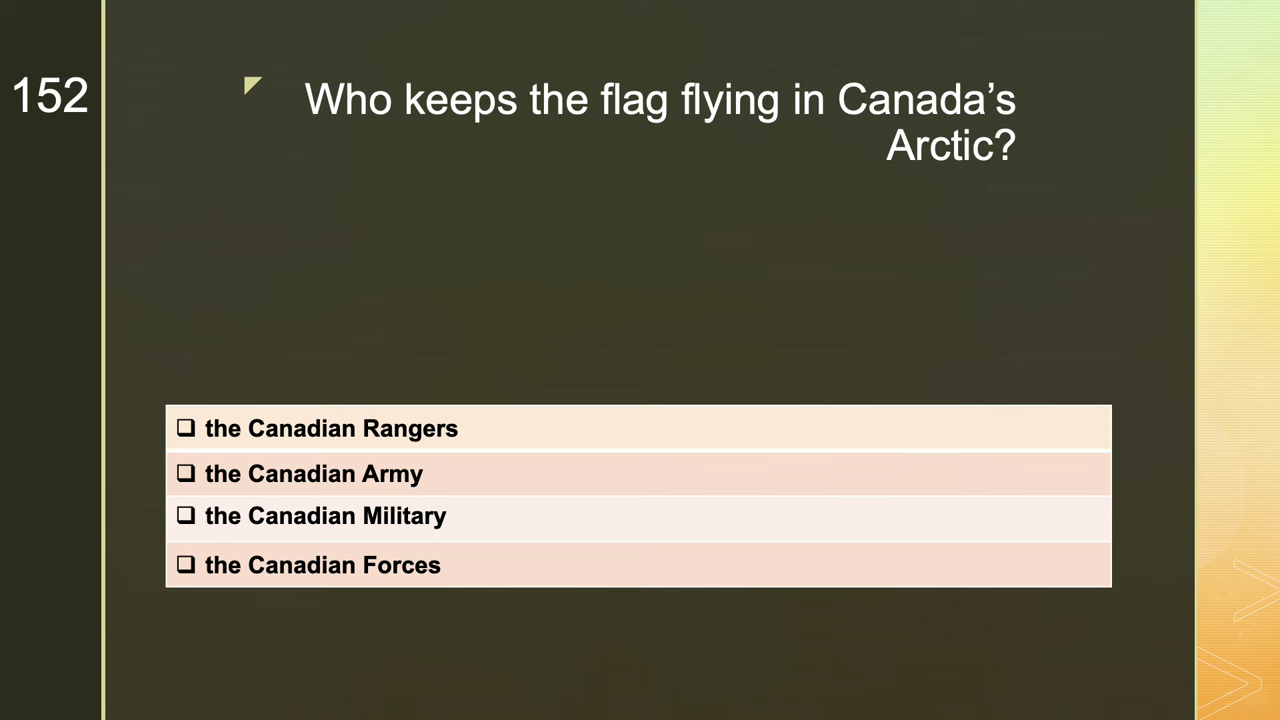 152
Who keeps the flag flying in Canada’s
Arctic?
❑ the Canadian Rangers
❑ the Canadian Army
❑ the Canadian Military
❑ the Canadian Forces